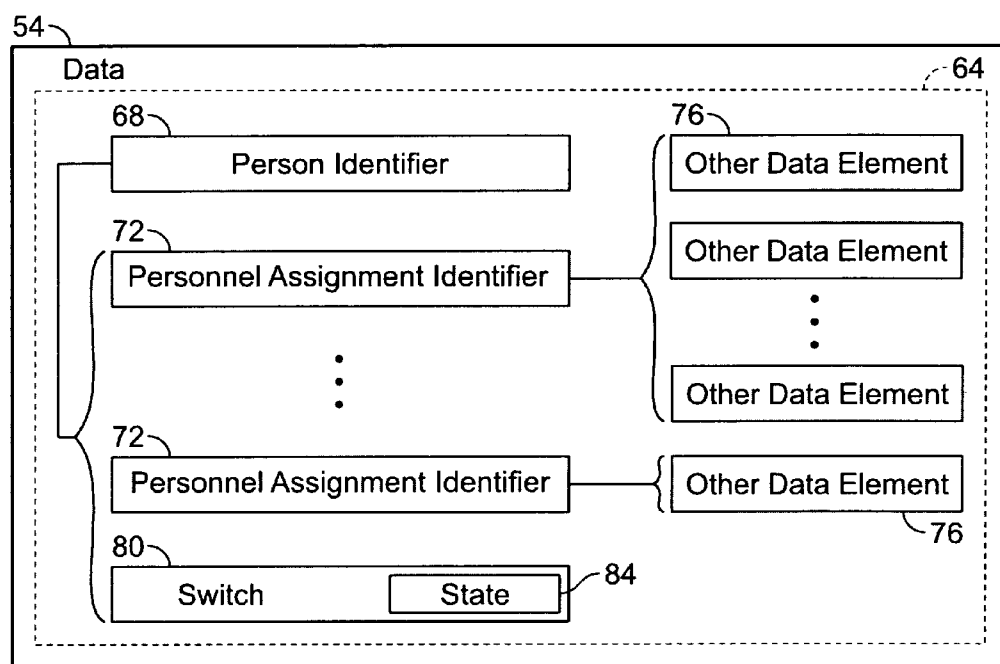 54
Data
64
68
76
Person Identifier
Other Data Element
72
Personnel Assignment Identifier
Other Data Element
Other Data Element
72
Personnel Assignment Identifier
Other Data Element
76
80
Switch
State
84